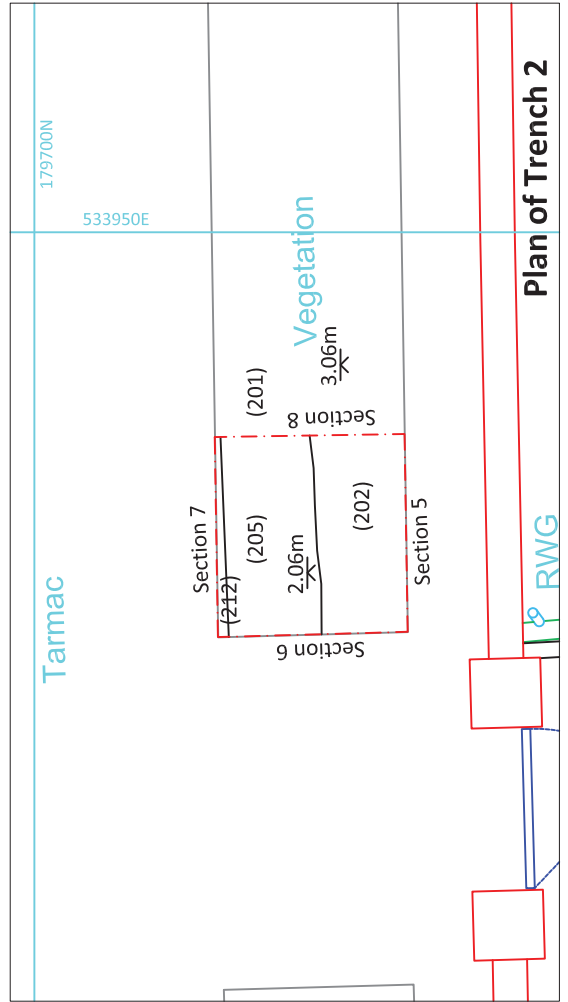 179700N
533950E
Tarmac
Vegetation
(201)
3.06m
Section 8
Section 7
(205)
(202)
(212)
2.06m
Section 5
Section 6
RWG
Plan of Trench 2